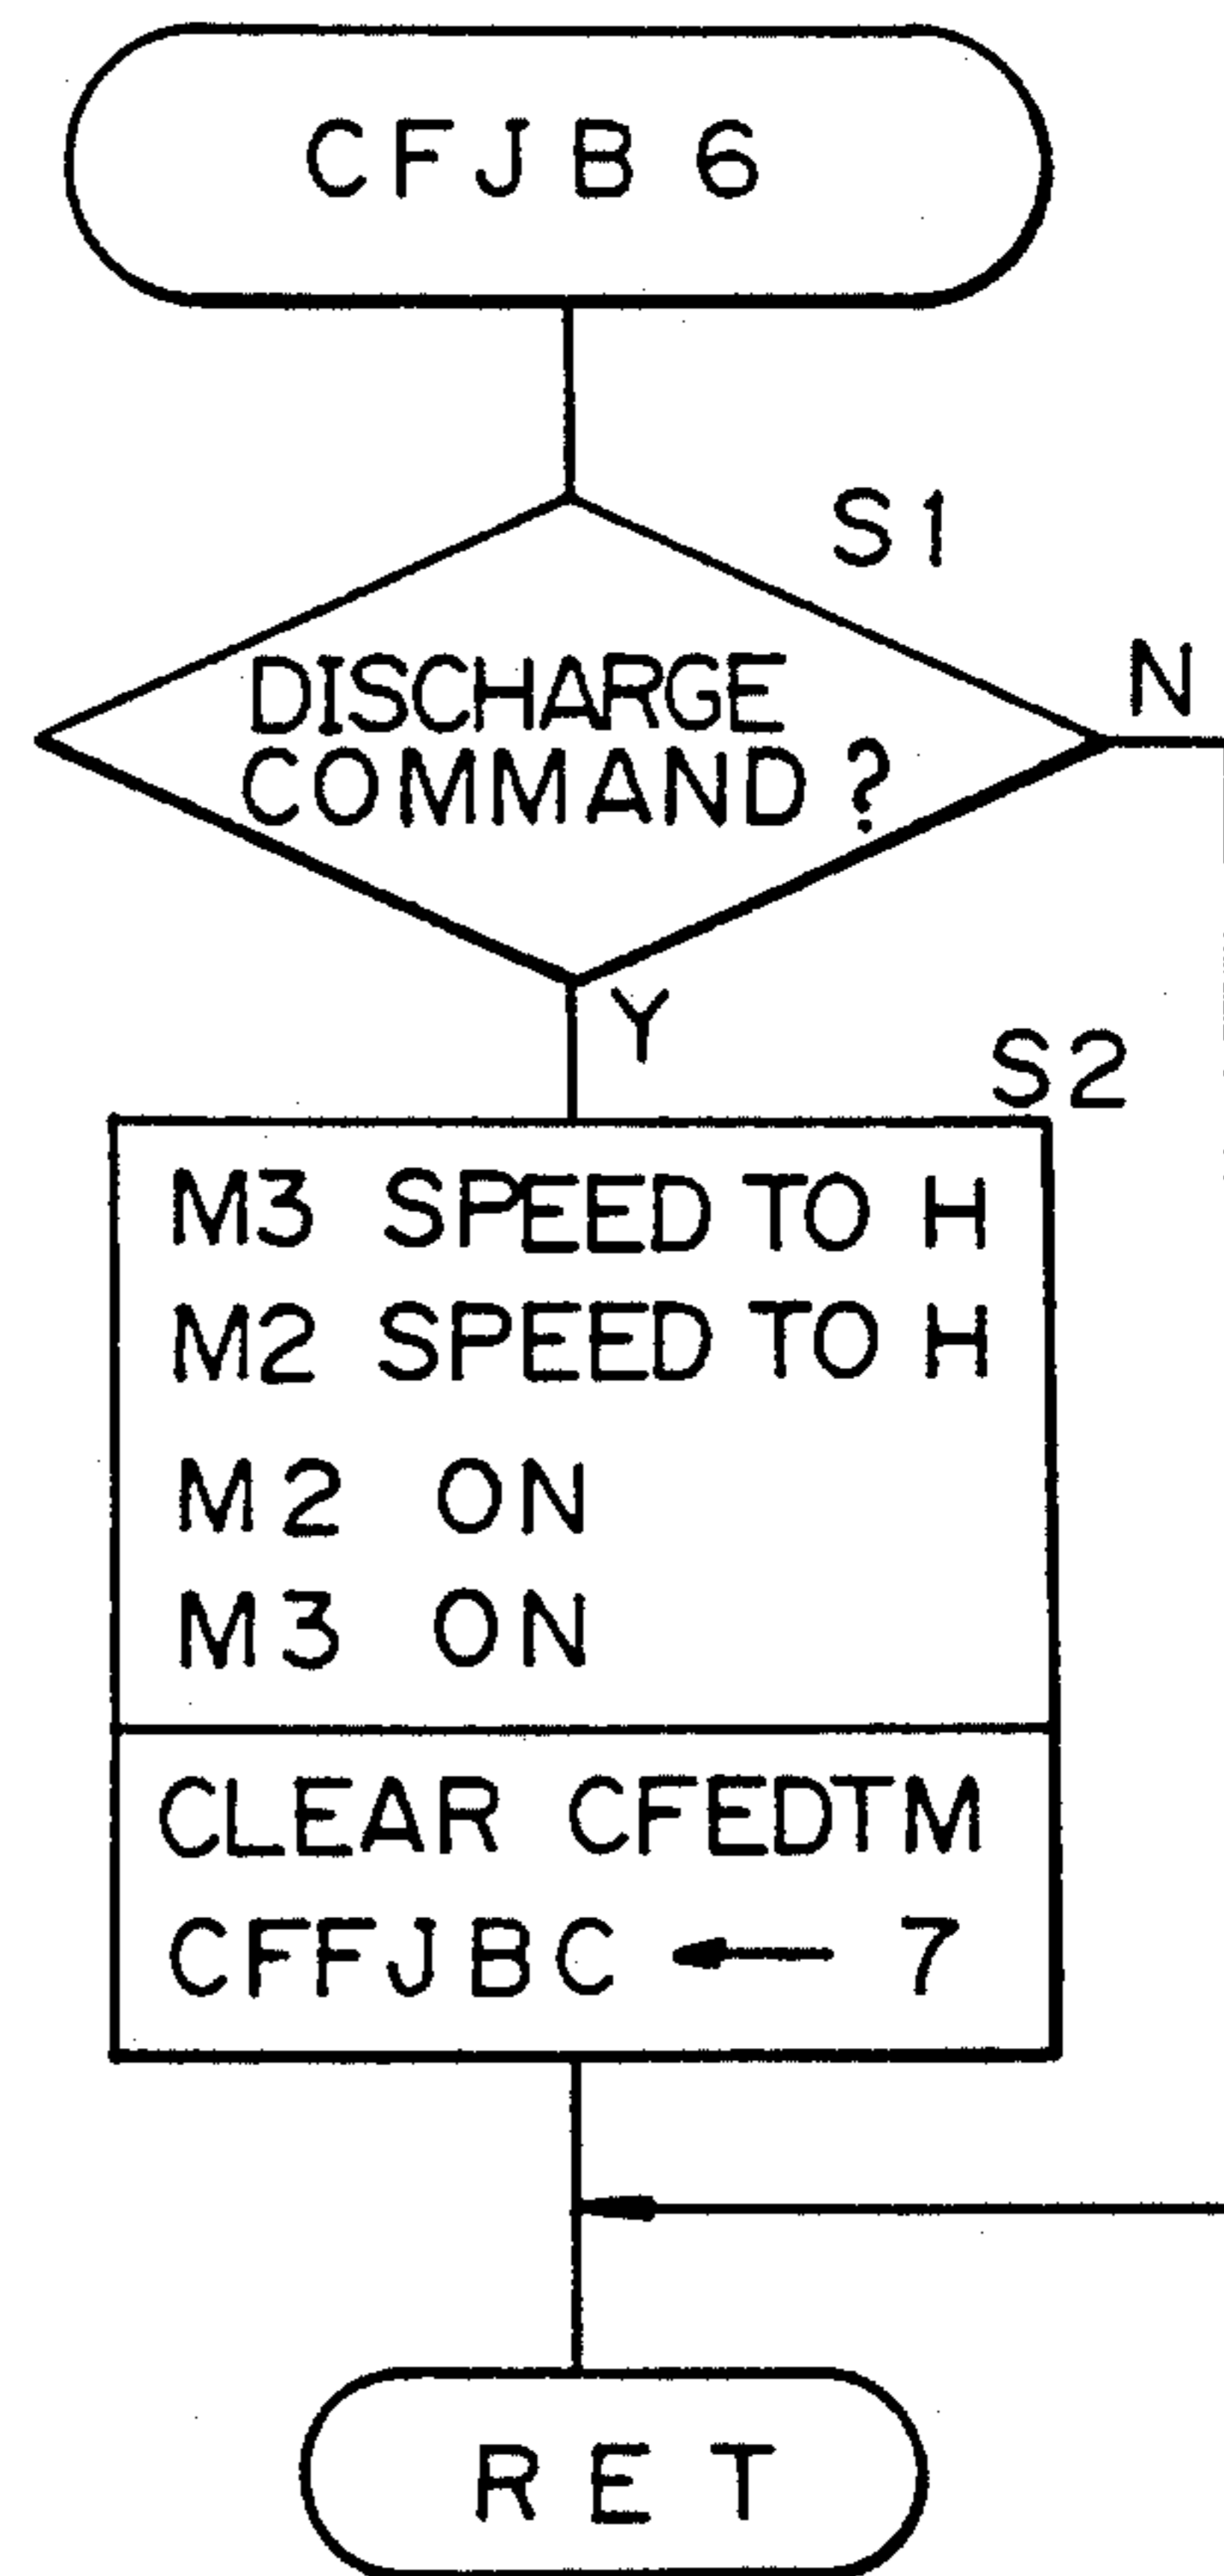 CFJB6
S1
DISCHARGE
COMMAND?
N
Y
S2
M3 SPEED TO H
M2 SPEED TO H
M2 ON
M3 ON
CLEAR CFEDTM
CFFJBC ← 7
RET